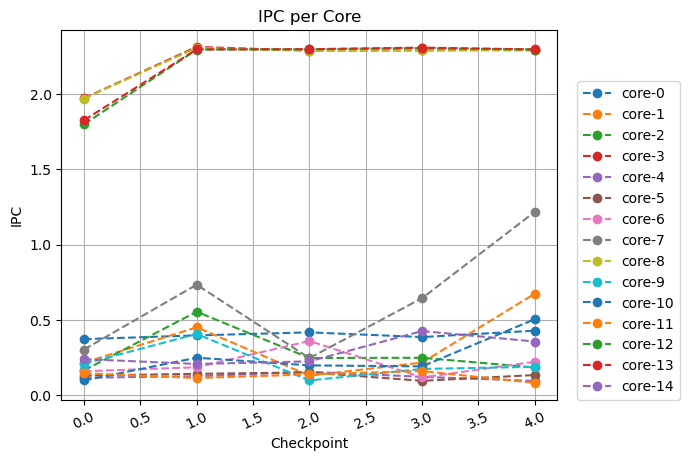 IPC per Core
IPC
2.0
1.5
1.0
0.5
0.0
0.0
0.5
1.0
1.5
2.0
2.5
3.0
3.5
4.0
Checkpoint
core-0
core-1
core-2
core-3
core-4
core-5
core-6
core-7
core-8
core-9
core-10
core-11
core-12
core-13
core-14